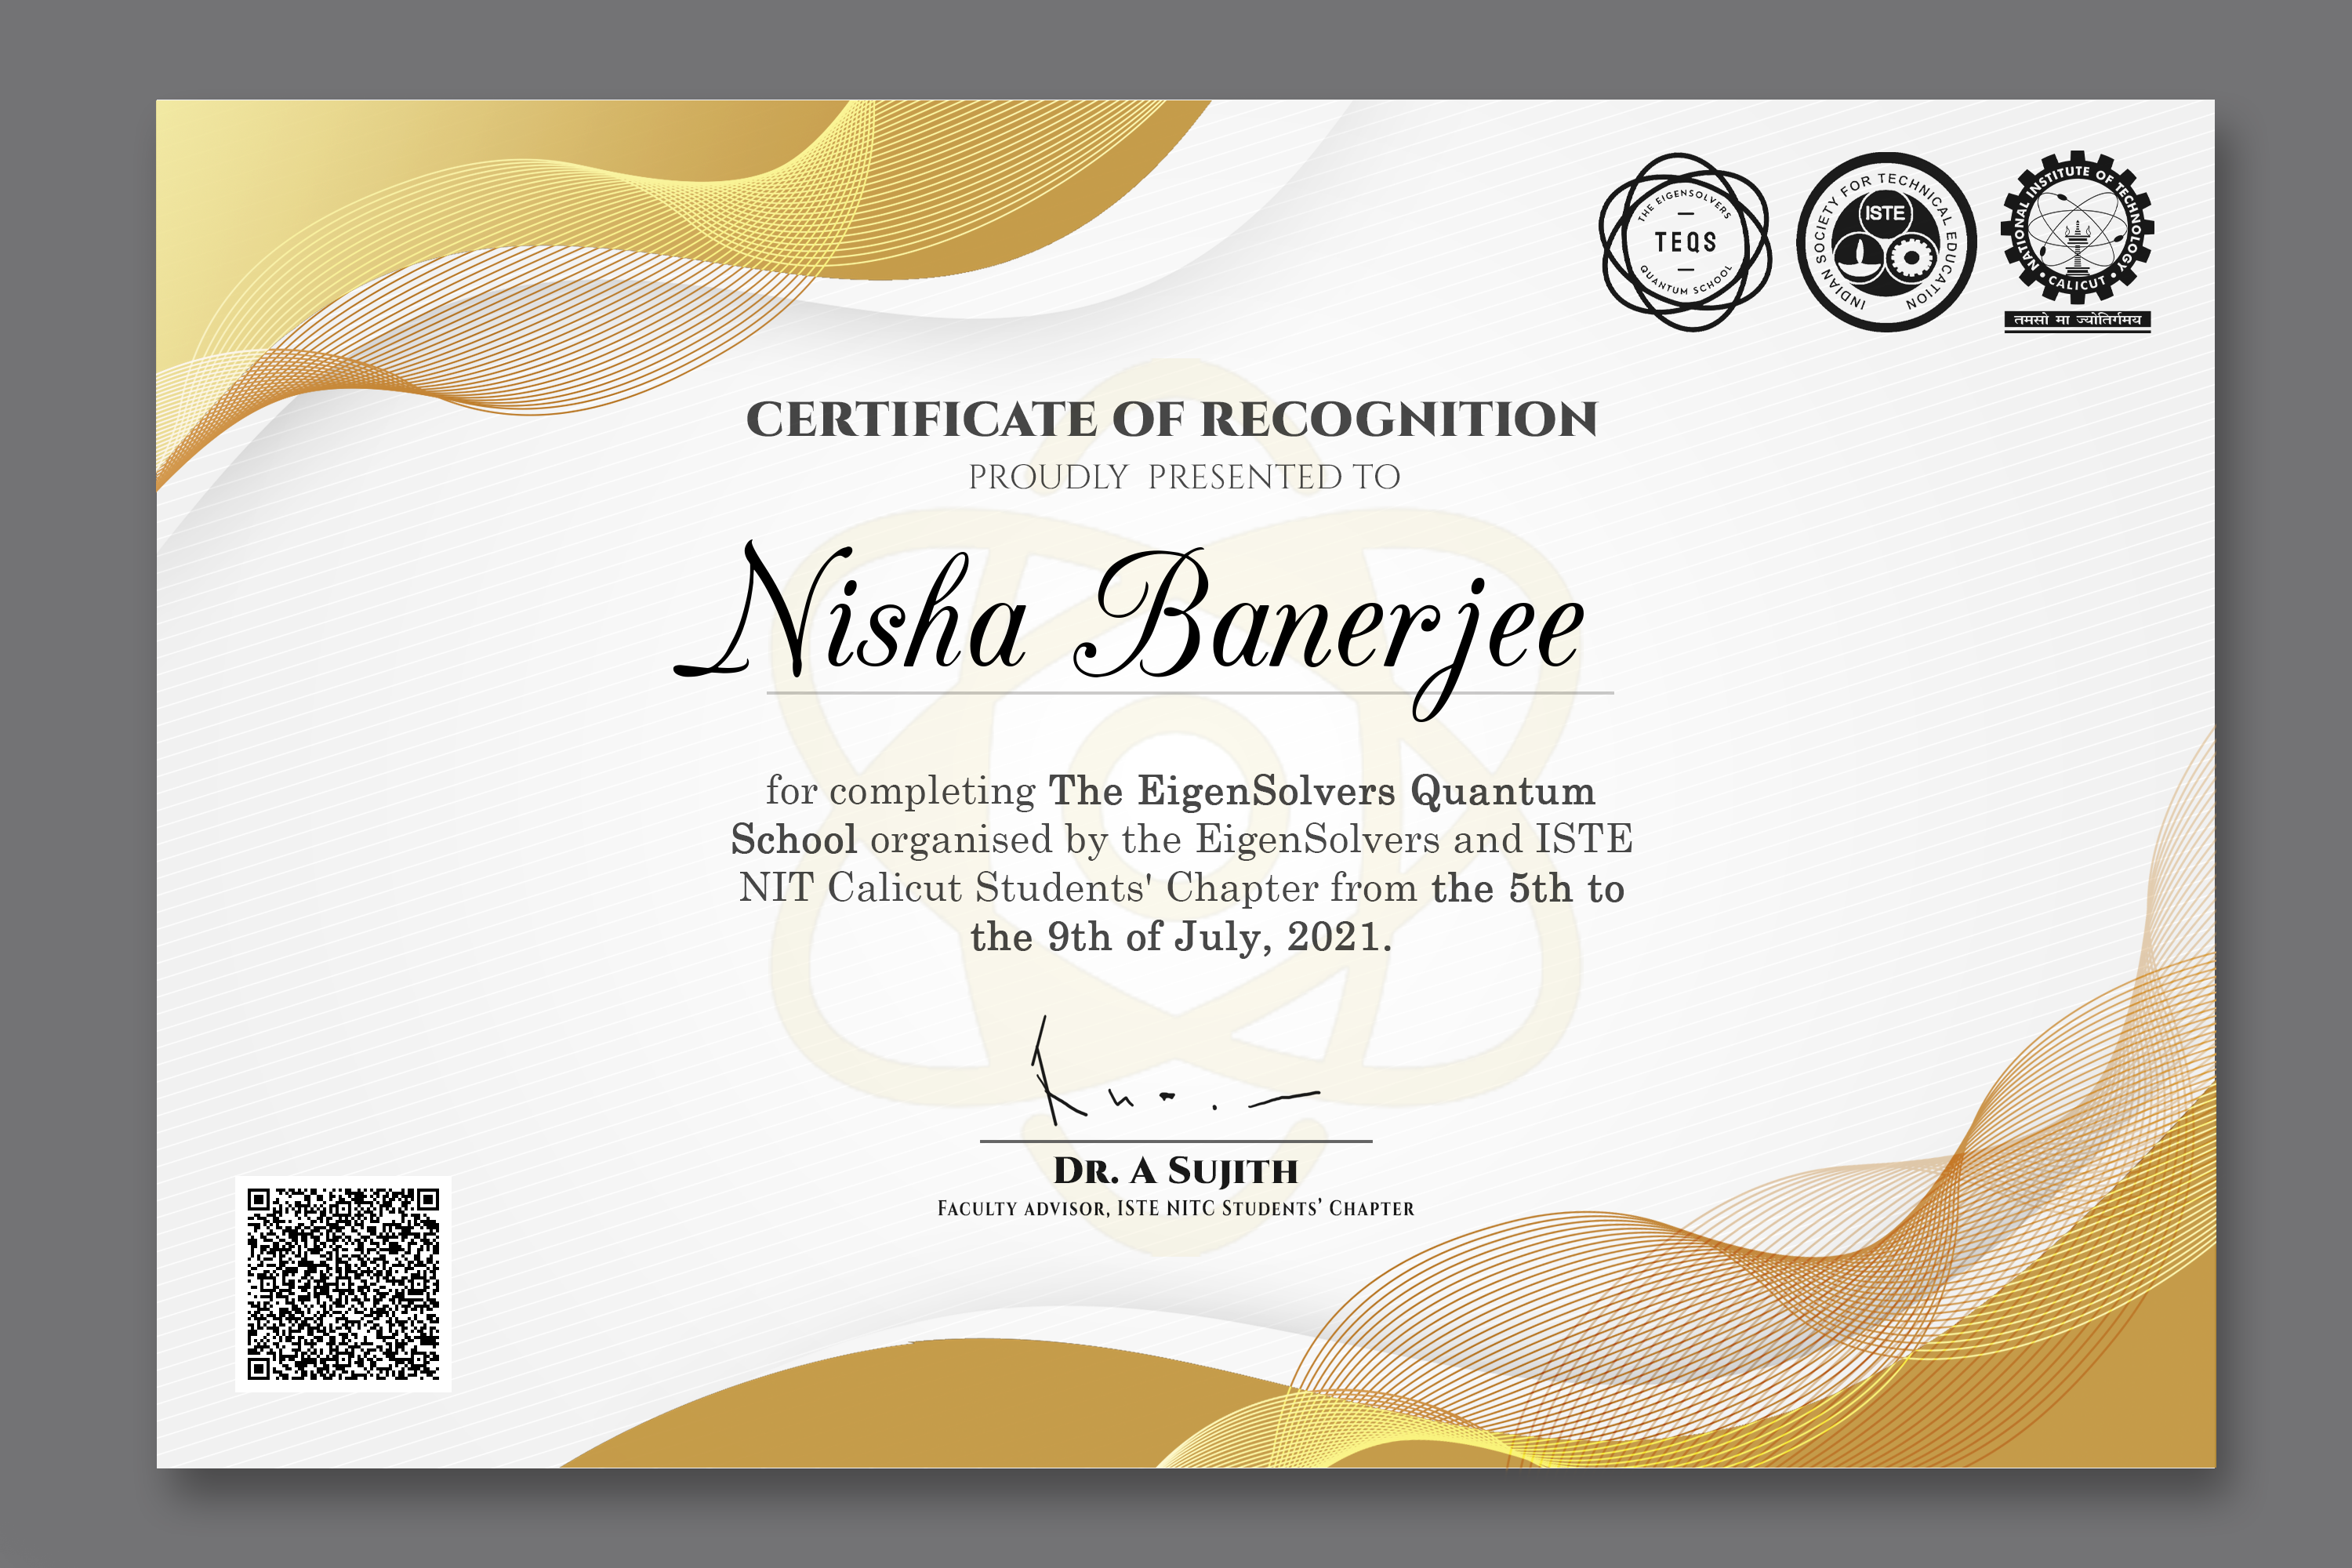 THE EIGENSOLVERS
TEQS
QUANTUM SCHOOL
INDIAN SOCIETY FOR TECHNICAL EDUCATION
ISTE
NATIONAL INSTITUTE OF TECHNOLOGY
• CALICUT •
तमसो मा ज्योतिर्गमय
CERTIFICATE OF RECOGNITION
PROUDLY PRESENTED TO
Nisha Banerjee
for completing The EigenSolvers Quantum
School organised by the EigenSolvers and ISTE
NIT Calicut Students' Chapter from the 5th to
the 9th of July, 2021.
DR. A SUJITH
FACULTY ADVISOR, ISTE NITC STUDENTS' CHAPTER